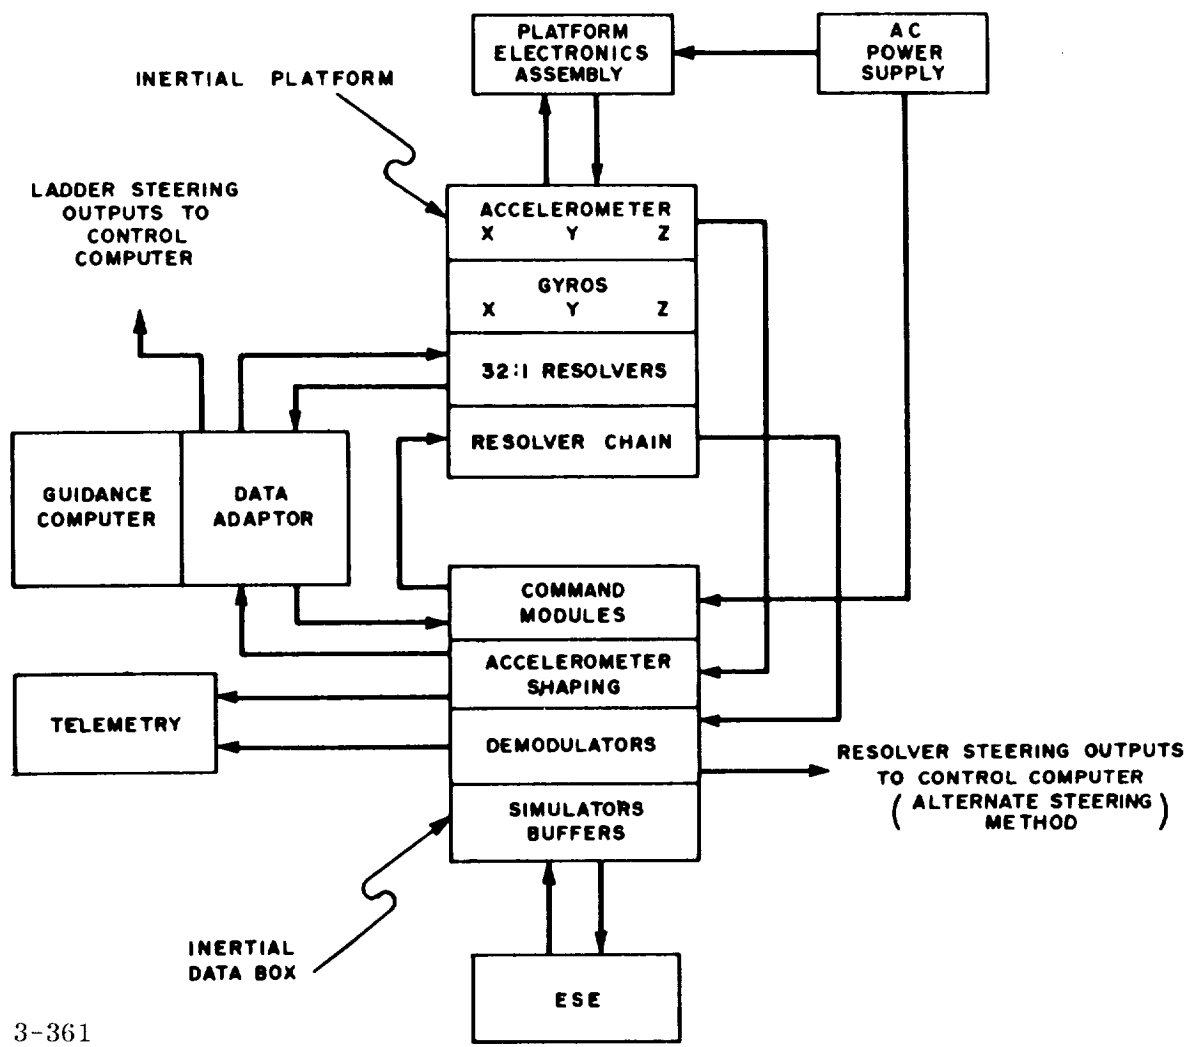 PLATFORM
ELECTRONICS
ASSEMBLY
AC
POWER
SUPPLY
INERTIAL PLATFORM
LADDER STEERING
OUTPUTS TO
CONTROL
COMPUTER
ACCELEROMETER
X Y Z
GYROS
X Y Z
32:1 RESOLVERS
RESOLVER CHAIN
GUIDANCE
COMPUTER
DATA
ADAPTOR
COMMAND
MODULES
ACCELEROMETER
SHAPING
TELEMETRY
DEMODULATORS
RESOLVER STEERING OUTPUTS
TO CONTROL COMPUTER
(ALTERNATE STEERING
METHOD)
SIMULATORS
BUFFERS
INERTIAL
DATA BOX
ESE
3-361